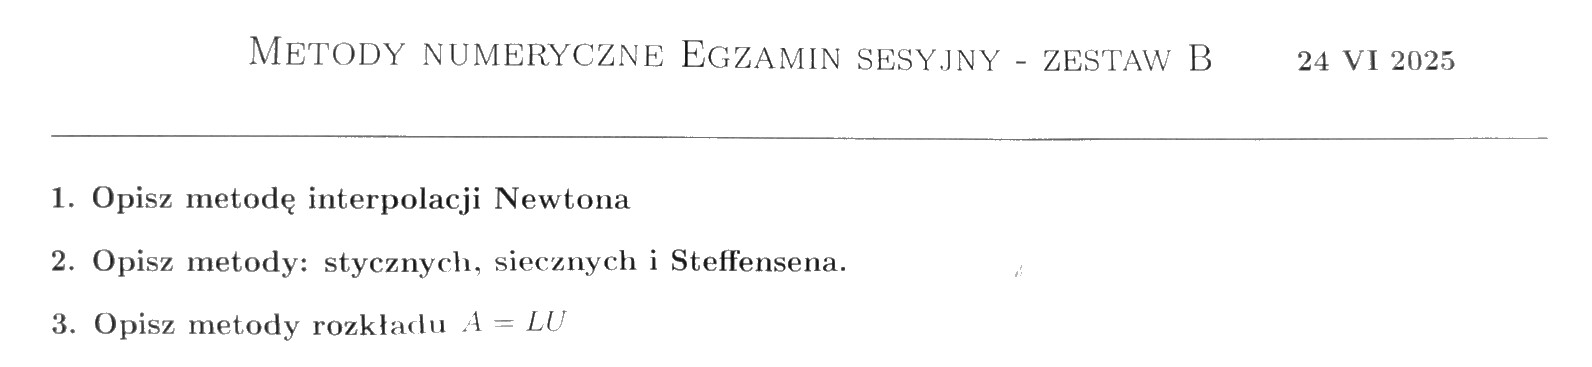 METODY NUMERYCZNE EGZAMIN SESYJNY - ZESTAW B 24 VI 2025
1. Opisz metodę interpolacji Newtona
2. Opisz metody: stycznych, siecznych i Steffensena.
3. Opisz metody rozkładu A = LU